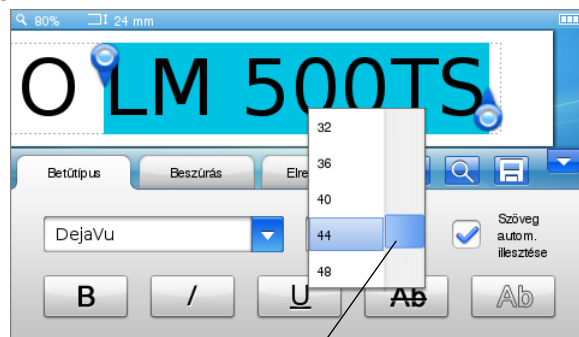 80% 24 mm
O LM 500TS
Betűtípus Beszúrás Elre
32
36
40
44
48
DejaVu
Szöveg
autom.
illesztése
B I U Ab Ab